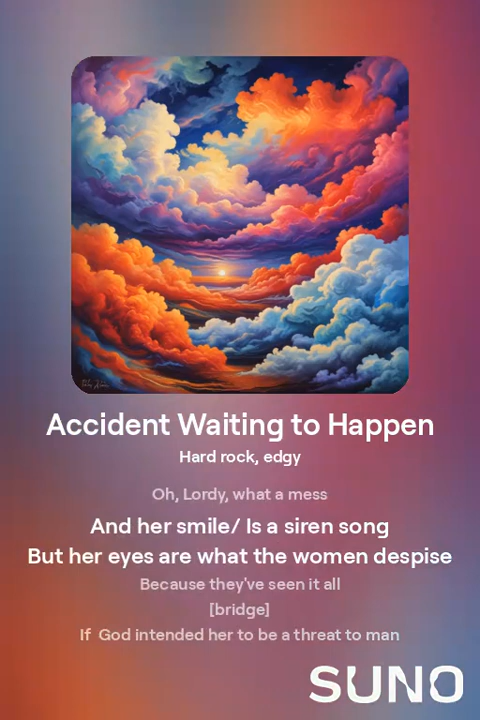 Accident Waiting to Happen
Hard rock, edgy
Oh, Lordy, what a mess
And her smile/ Is a siren song
But her eyes are what the women despise
Because they've seen it all
[bridge]
If God intended her to be a threat to man
SUNO